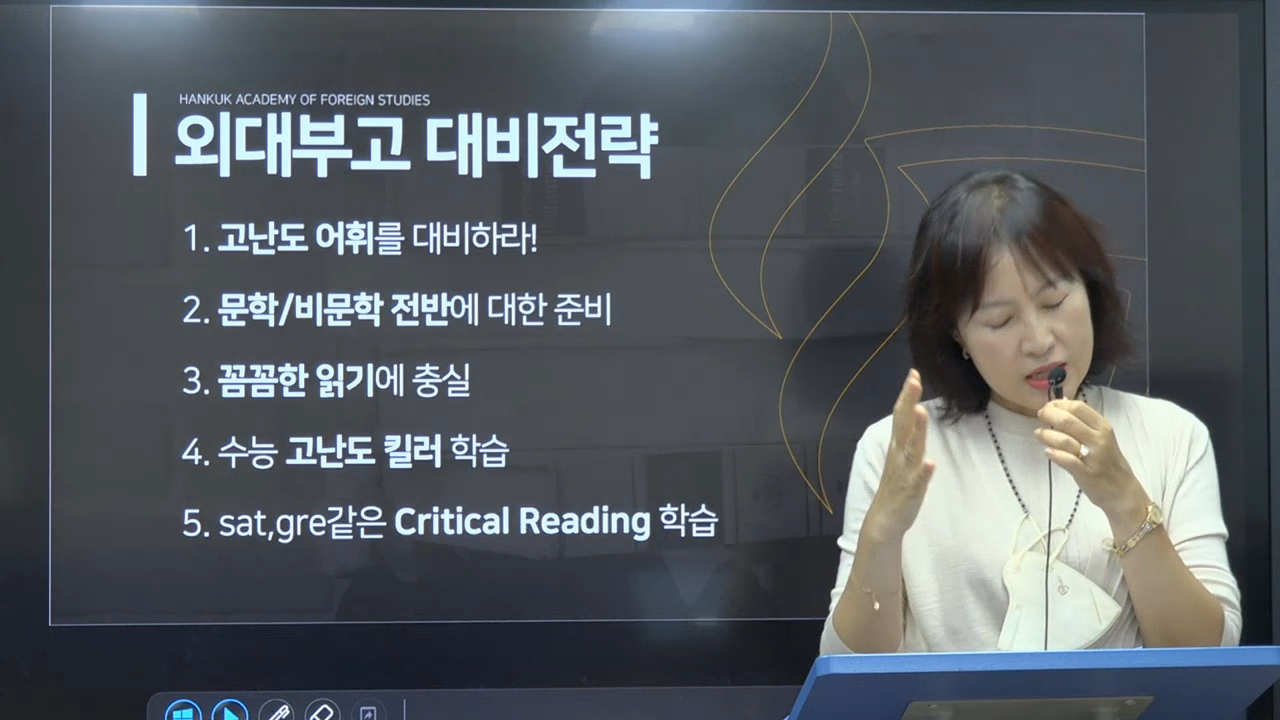 HANKUK ACADEMY OF FOREIGN STUDIES
외대부고 대비전략
1. 고난도 어휘를 대비하라!
2. 문학/비문학 전반에 대한 준비
3. 꼼꼼한 읽기에 충실
4. 수능 고난도 킬러 학습
5. sat,gre같은 Critical Reading 학습